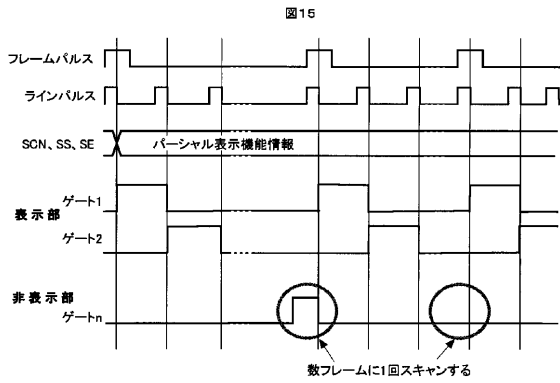 図15
フレームパルス
ラインパルス
SCN、SS、SE
パーシャル表示機能情報
ゲート1
表示部
ゲート2
非表示部
ゲートn
数フレームに1回スキャンする